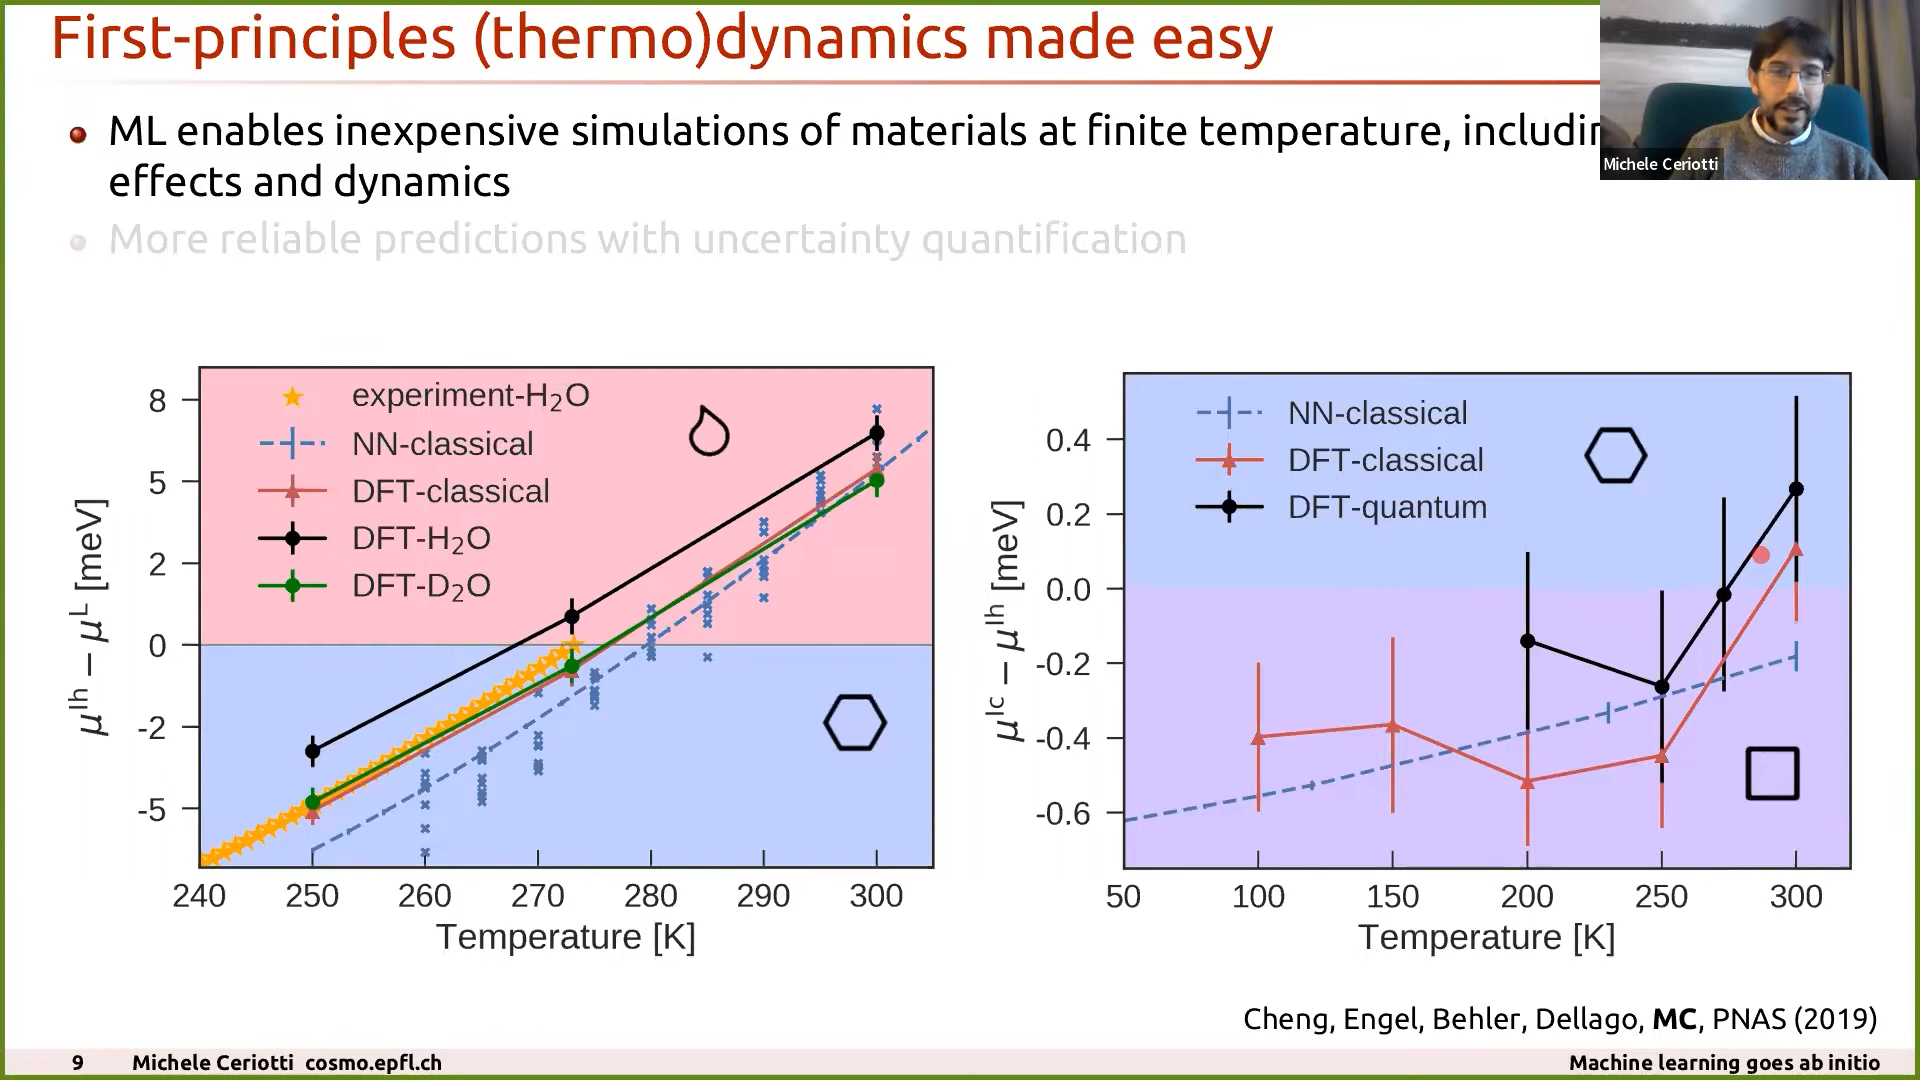 First-principles (thermo)dynamics made easy
ML enables inexpensive simulations of materials at finite temperature,
effects and dynamics
More reliable predictions with uncertainty quantification
Michele Ceriotti
experiment-H2O
NN-classical
DFT-classical
DFT-H2O
DFT-D2O
8
5
2
0
-2
-5
μ^Ih − μ^L [meV]
240 250 260 270 280 290 300
Temperature [K]
NN-classical
DFT-classical
DFT-quantum
0.4
0.2
0.0
-0.2
-0.4
-0.6
μ^Ic − μ^Ih [meV]
50 100 150 200 250 300
Temperature [K]
Cheng, Engel, Behler, Dellago, MC, PNAS (2019)
9 Michele Ceriotti cosmo.epfl.ch Machine learning goes ab initio